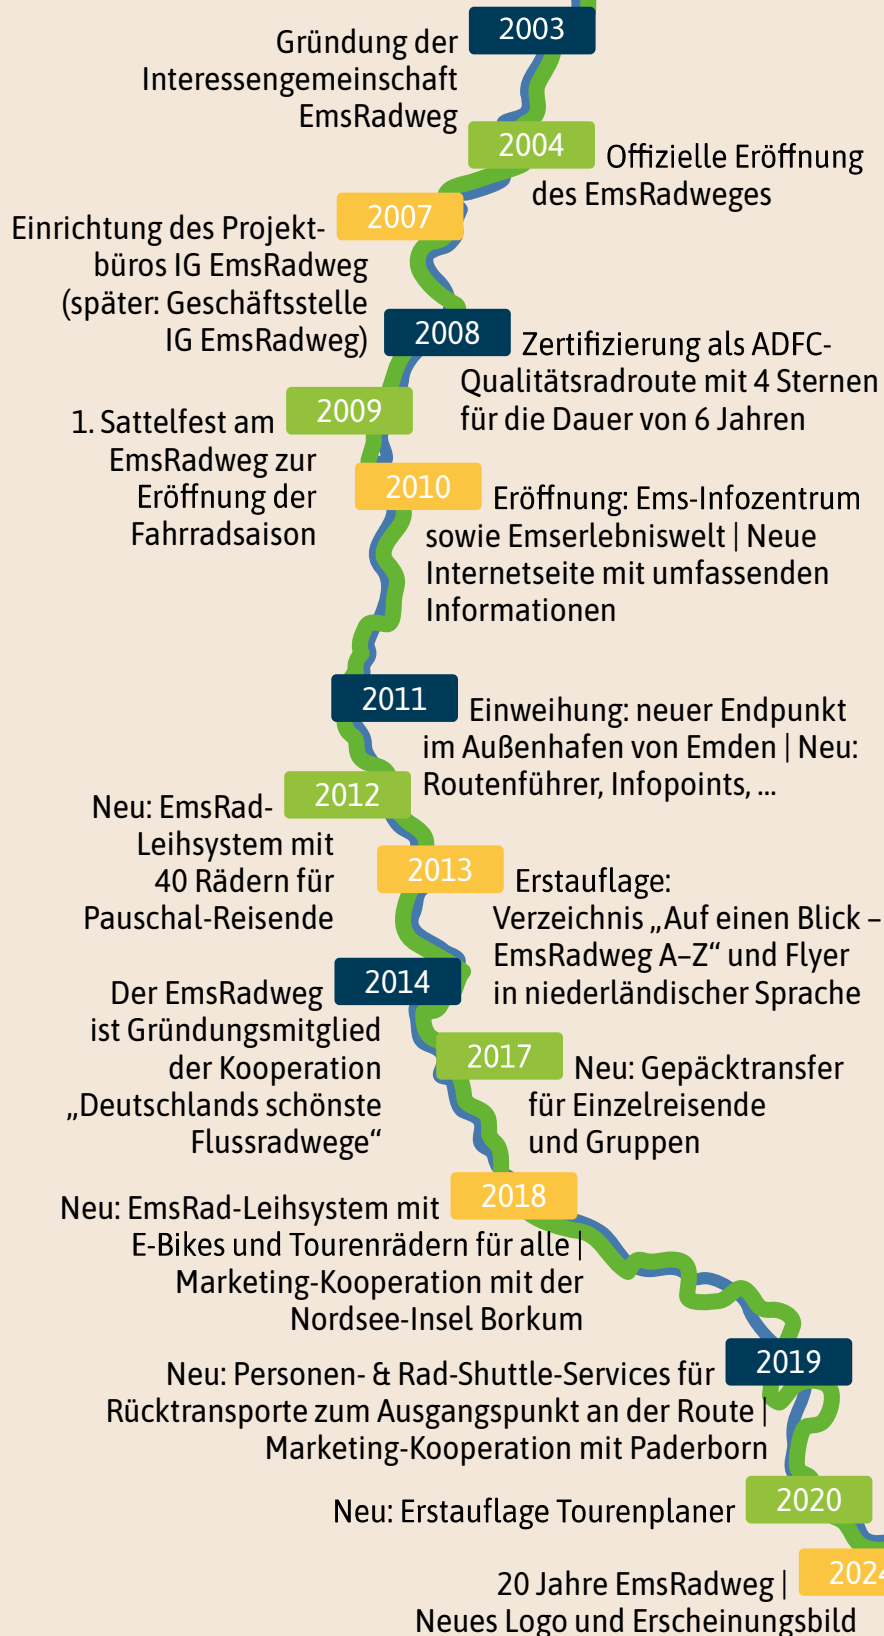 2003
Gründung der
Interessengemeinschaft
EmsRadweg
2004
Offizielle Eröffnung
des EmsRadweges
2007
Einrichtung des Projekt-
büros IG EmsRadweg
(später: Geschäftsstelle
IG EmsRadweg)
2008
Zertifizierung als ADFC-
Qualitätsradroute mit 4 Sternen
für die Dauer von 6 Jahren
2009
1. Sattelfest am
EmsRadweg zur
Eröffnung der
Fahrradsaison
2010
Eröffnung: Ems-Infozentrum
sowie Emserlebniswelt | Neue
Internetseite mit umfassenden
Informationen
2011
Einweihung: neuer Endpunkt
im Außenhafen von Emden | Neu:
Routenführer, Infopoints, ...
2012
Neu: EmsRad-
Leihsystem mit
40 Rädern für
Pauschal-Reisende
2013
Erstauflage:
Verzeichnis „Auf einen Blick –
EmsRadweg A–Z“ und Flyer
in niederländischer Sprache
2014
Der EmsRadweg
ist Gründungsmitglied
der Kooperation
„Deutschlands schönste
Flussradwege“
2017
Neu: Gepäcktransfer
für Einzelreisende
und Gruppen
2018
Neu: EmsRad-Leihsystem mit
E-Bikes und Tourenrädern für alle |
Marketing-Kooperation mit der
Nordsee-Insel Borkum
2019
Neu: Personen- & Rad-Shuttle-Services für
Rücktransporte zum Ausgangspunkt an der Route |
Marketing-Kooperation mit Paderborn
2020
Neu: Erstauflage Tourenplaner
2024
20 Jahre EmsRadweg |
Neues Logo und Erscheinungsbild